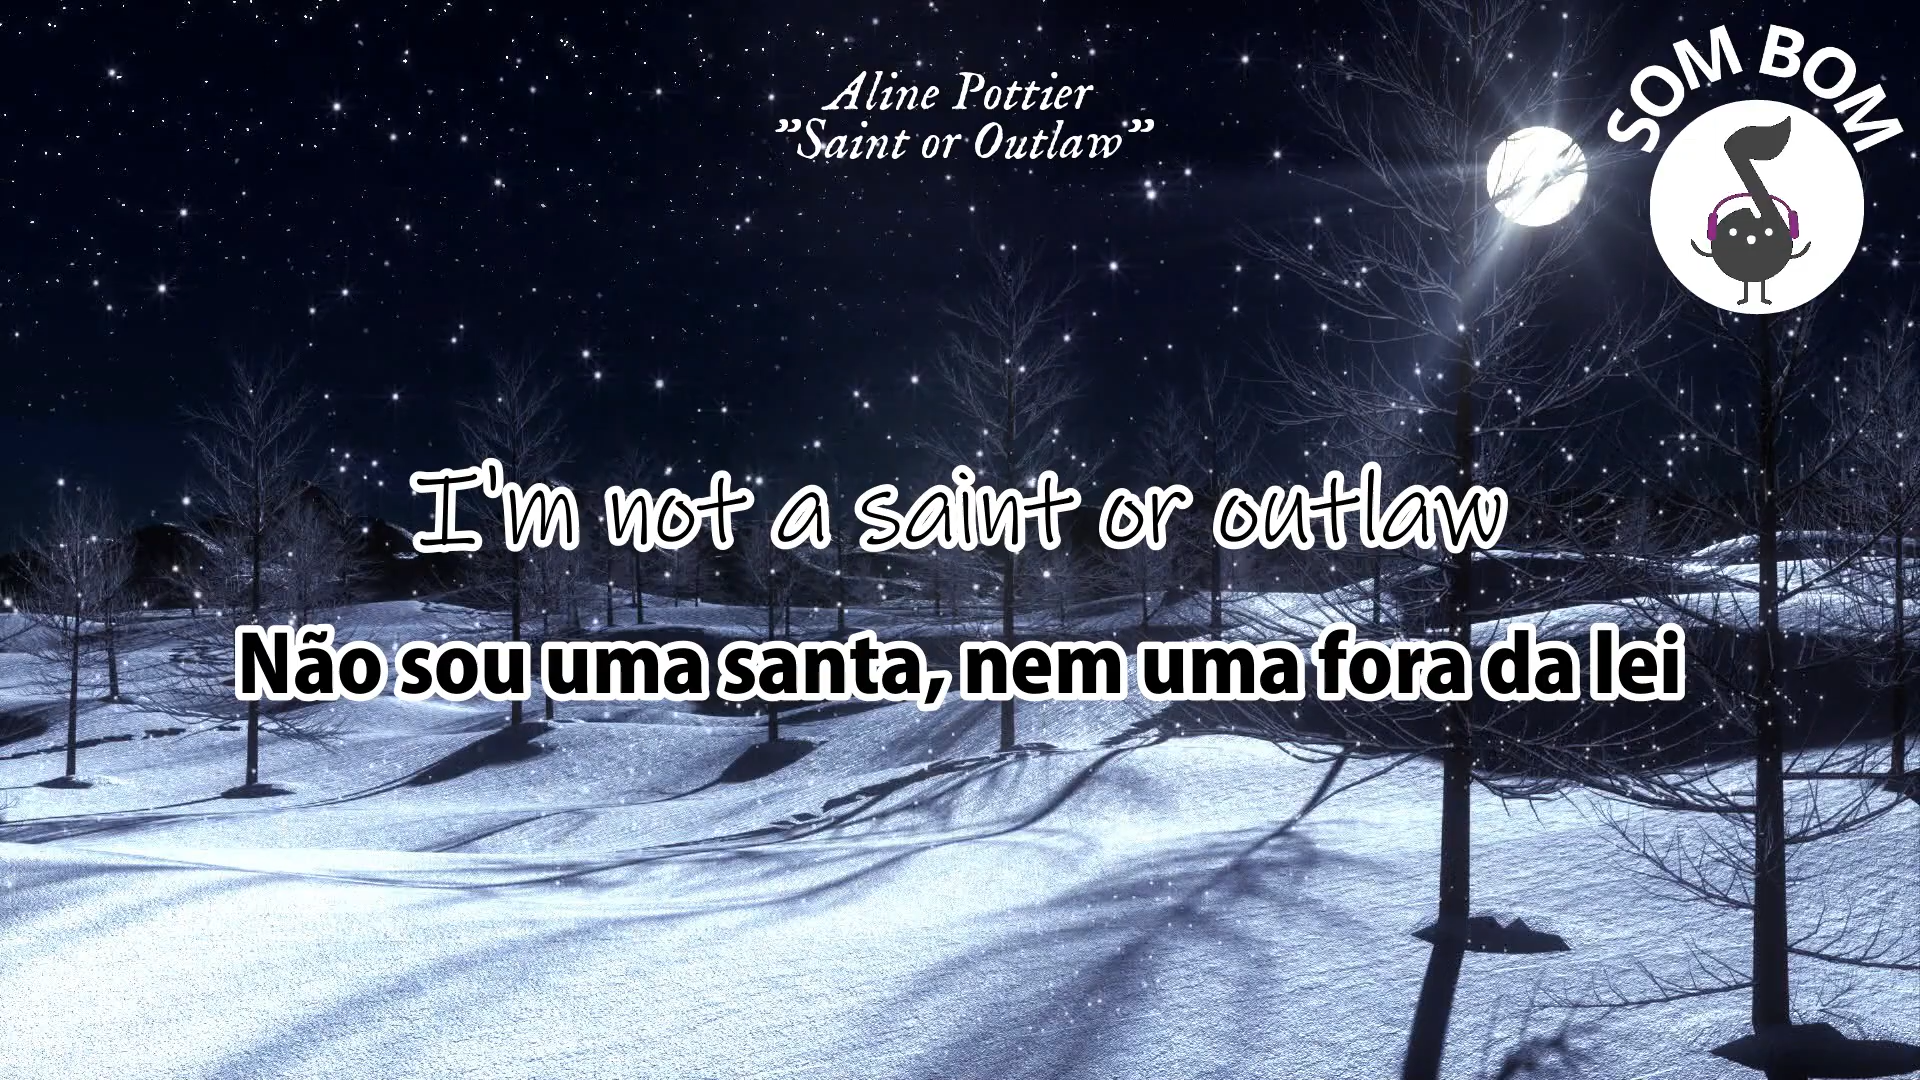 Aline Pottier
"Saint or Outlaw"
SOM BOM
I'm not a saint or outlaw
Não sou uma santa, nem uma fora da lei